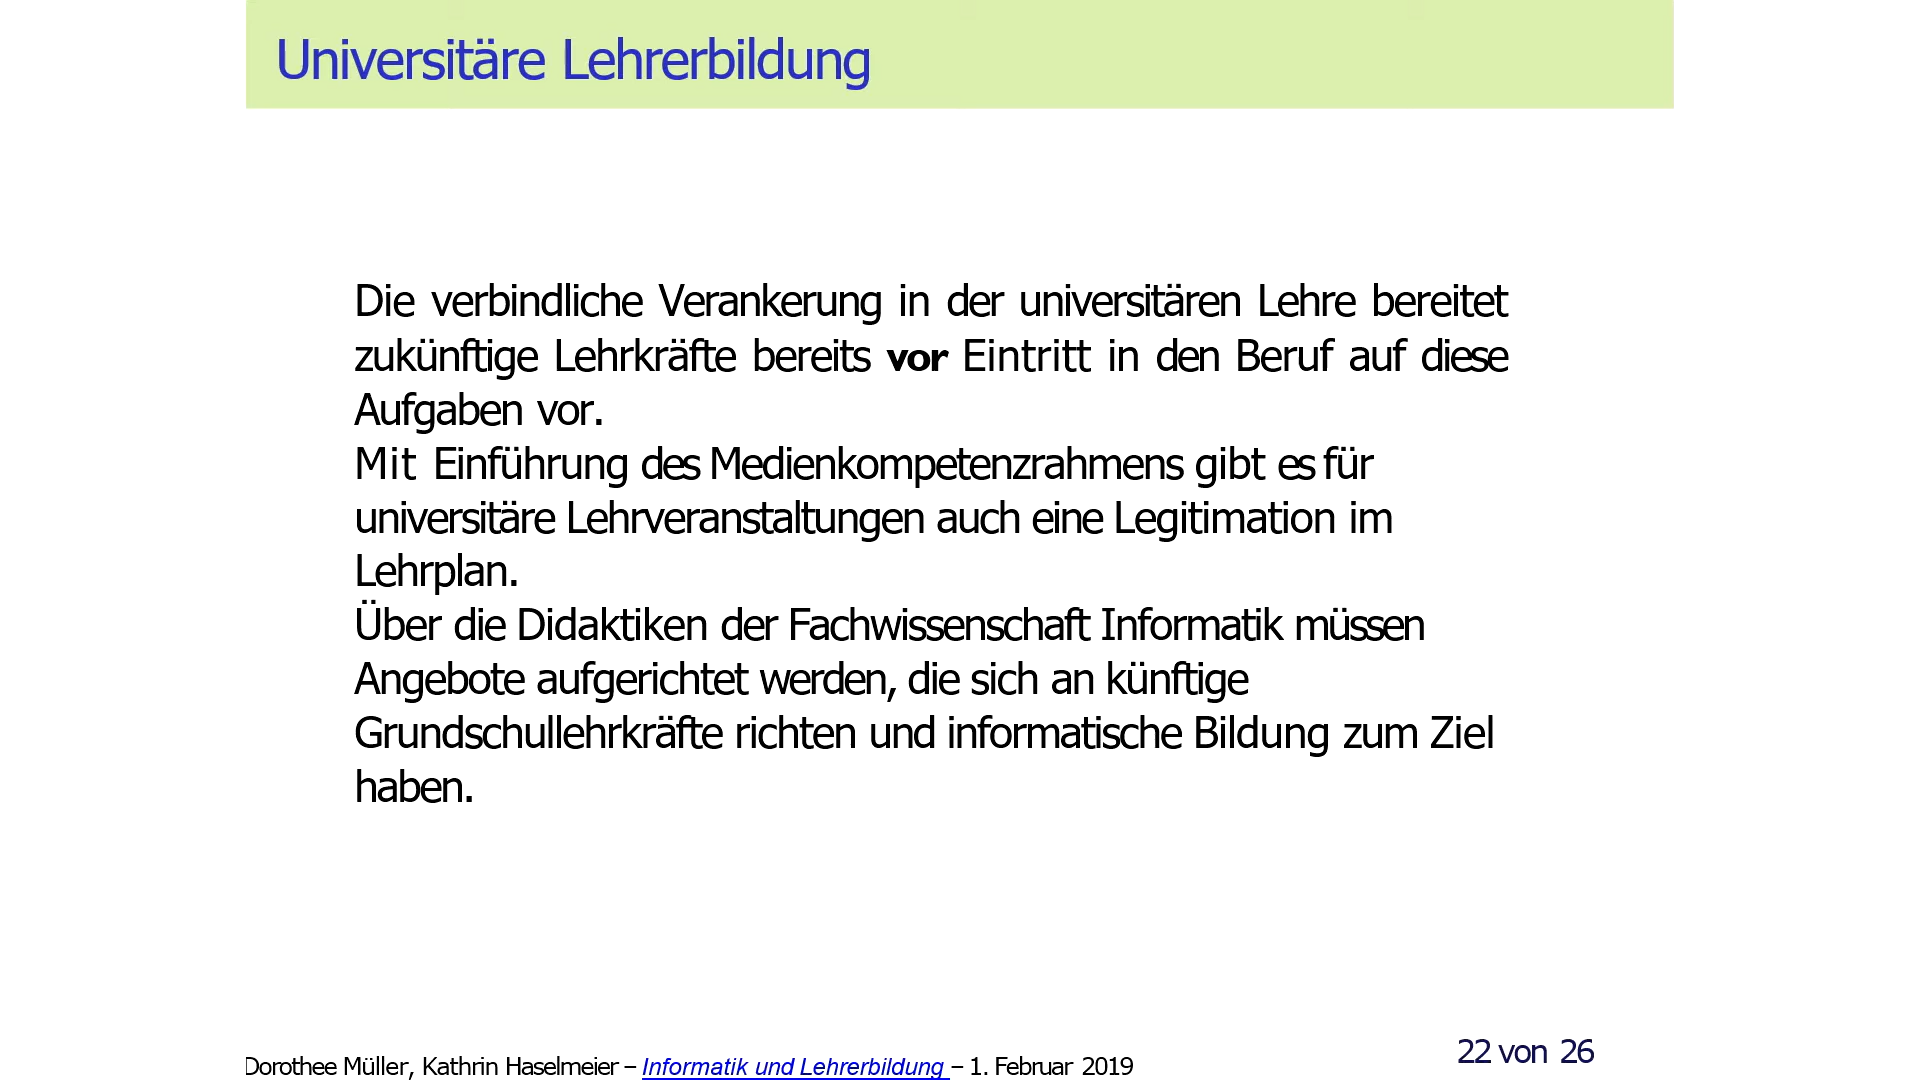 Universitäre Lehrerbildung
Die verbindliche Verankerung in der universitären Lehre bereitet
zukünftige Lehrkräfte bereits vor Eintritt in den Beruf auf diese
Aufgaben vor.
Mit Einführung des Medienkompetenzrahmens gibt es für
universitäre Lehrveranstaltungen auch eine Legitimation im
Lehrplan.
Über die Didaktiken der Fachwissenschaft Informatik müssen
Angebote aufgerichtet werden, die sich an künftige
Grundschullehrkräfte richten und informatische Bildung zum Ziel
haben.
Dorothee Müller, Kathrin Haselmeier – Informatik und Lehrerbildung – 1. Februar 2019
22 von 26